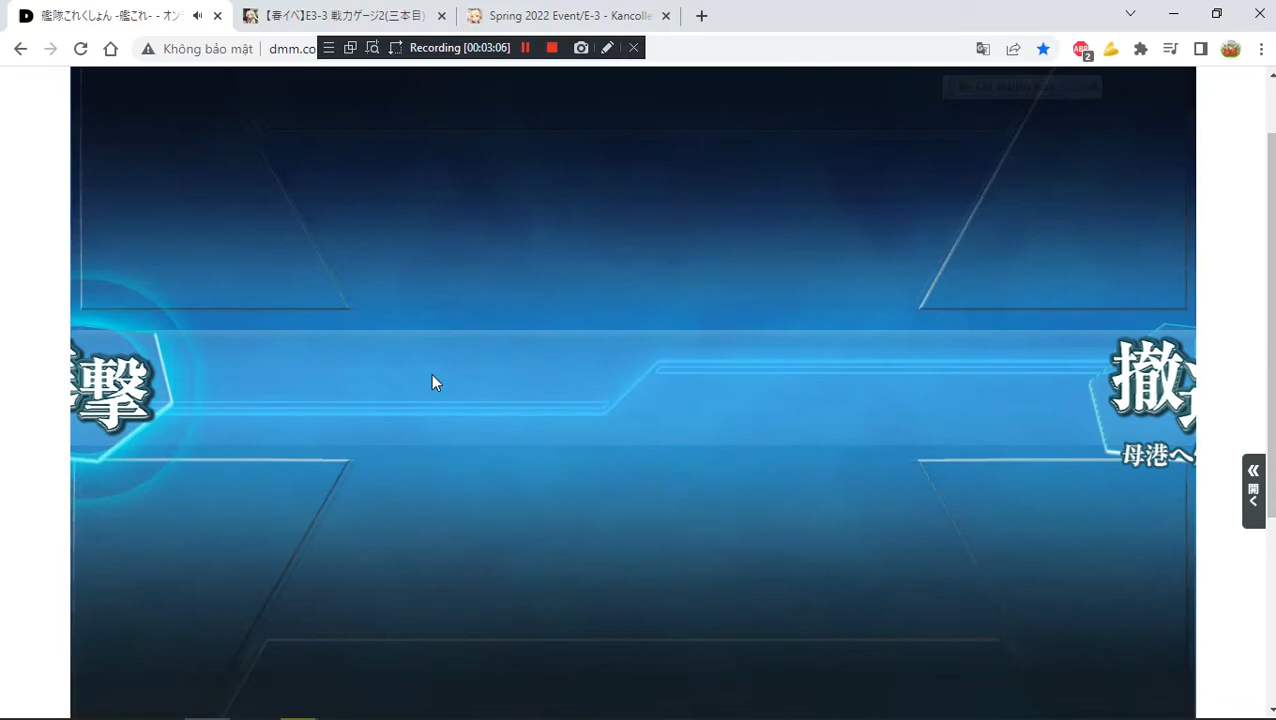 艦隊これくしょん -艦これ- - オン
【春イベ】E3-3 戦力ゲージ2(三本目)
Spring 2022 Event/E-3 - Kancolle
Không bảo mật
dmm.co
Recording [00:03:06]
2
撃
撤
母港へ
開く